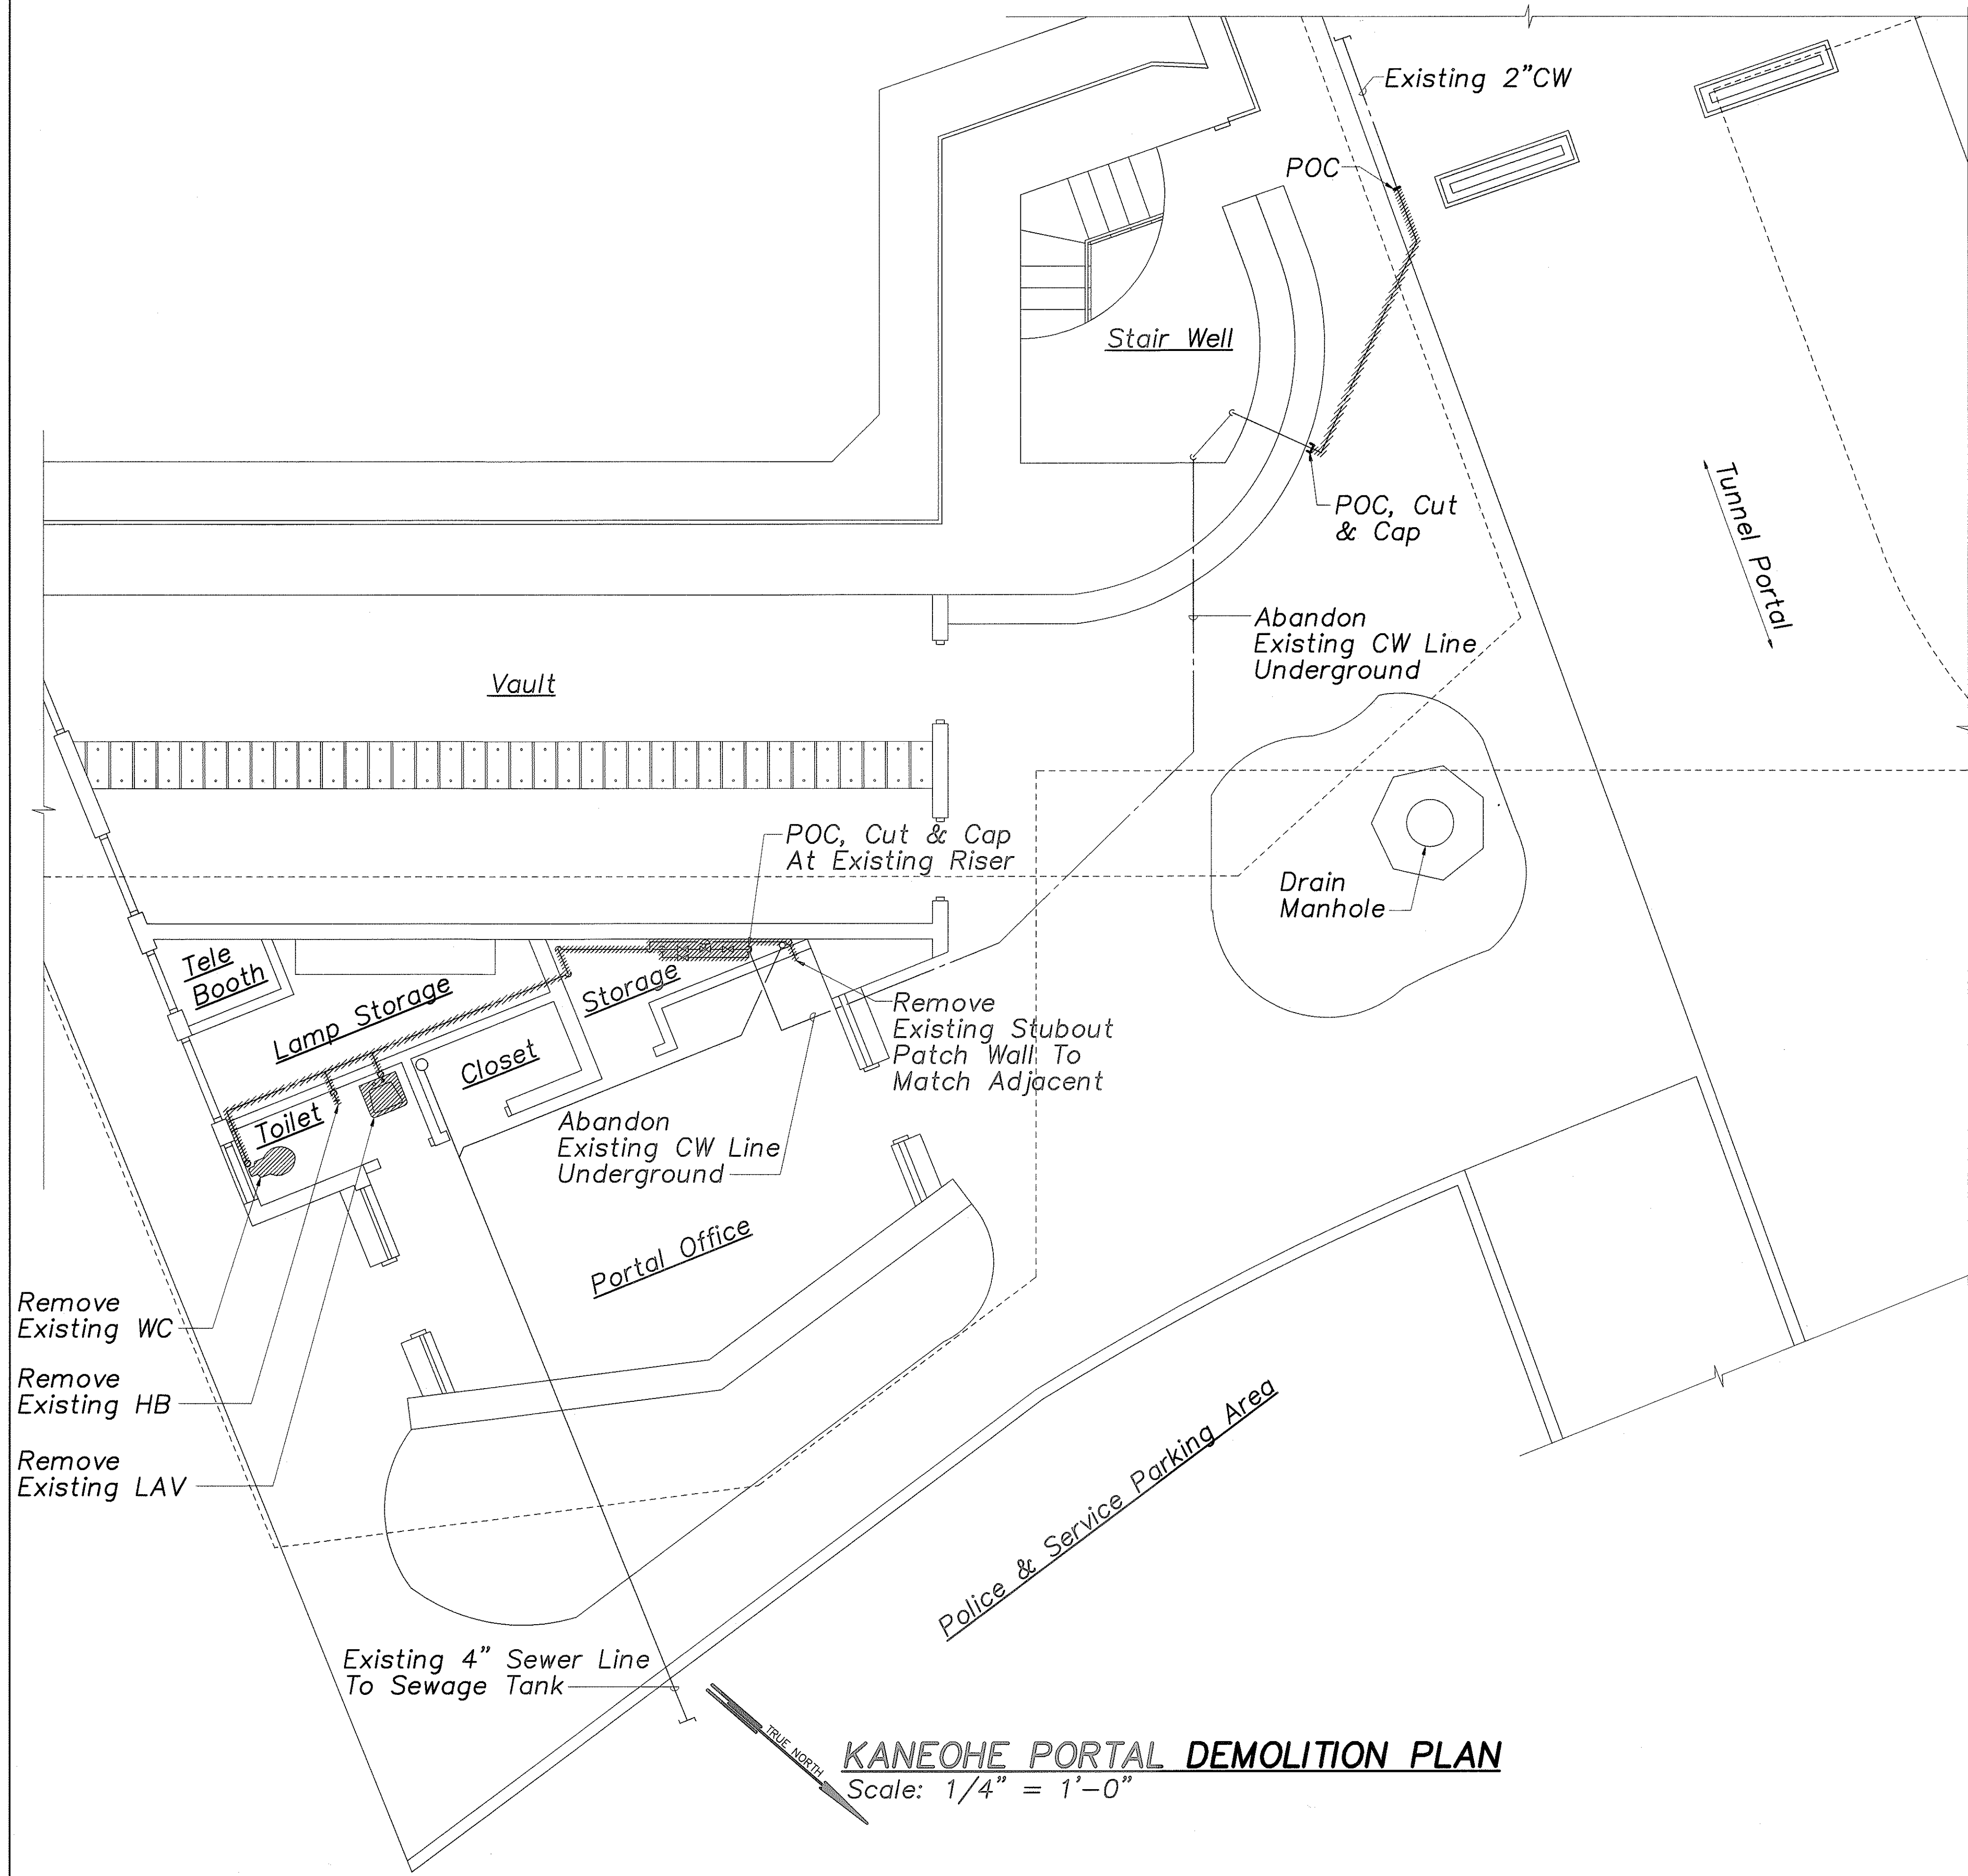 Existing 2"CW
POC
Stair Well
POC, Cut
& Cap
Tunnel Portal
Abandon
Existing CW Line
Underground
Vault
POC, Cut & Cap
At Existing Riser
Drain
Manhole
Tele
Booth
Lamp Storage
Storage
Closet
Toilet
Remove
Existing Stubout
Patch Wall To
Match Adjacent
Abandon
Existing CW Line
Underground
Portal Office
Remove
Existing WC
Remove
Existing HB
Remove
Existing LAV
Police & Service Parking Area
Existing 4" Sewer Line
To Sewage Tank
TRUE NORTH
KANEOHE PORTAL DEMOLITION PLAN
Scale: 1/4" = 1'-0"